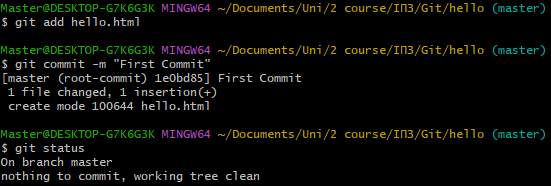 Master@DESKTOP-G7K6G3K MINGW64 ~/Documents/Uni/2 course/ІПЗ/Git/hello (master)
$ git add hello.html
Master@DESKTOP-G7K6G3K MINGW64 ~/Documents/Uni/2 course/ІПЗ/Git/hello (master)
$ git commit -m "First Commit"
[master (root-commit) 1e0bd85] First Commit
 1 file changed, 1 insertion(+)
 create mode 100644 hello.html
Master@DESKTOP-G7K6G3K MINGW64 ~/Documents/Uni/2 course/ІПЗ/Git/hello (master)
$ git status
On branch master
nothing to commit, working tree clean